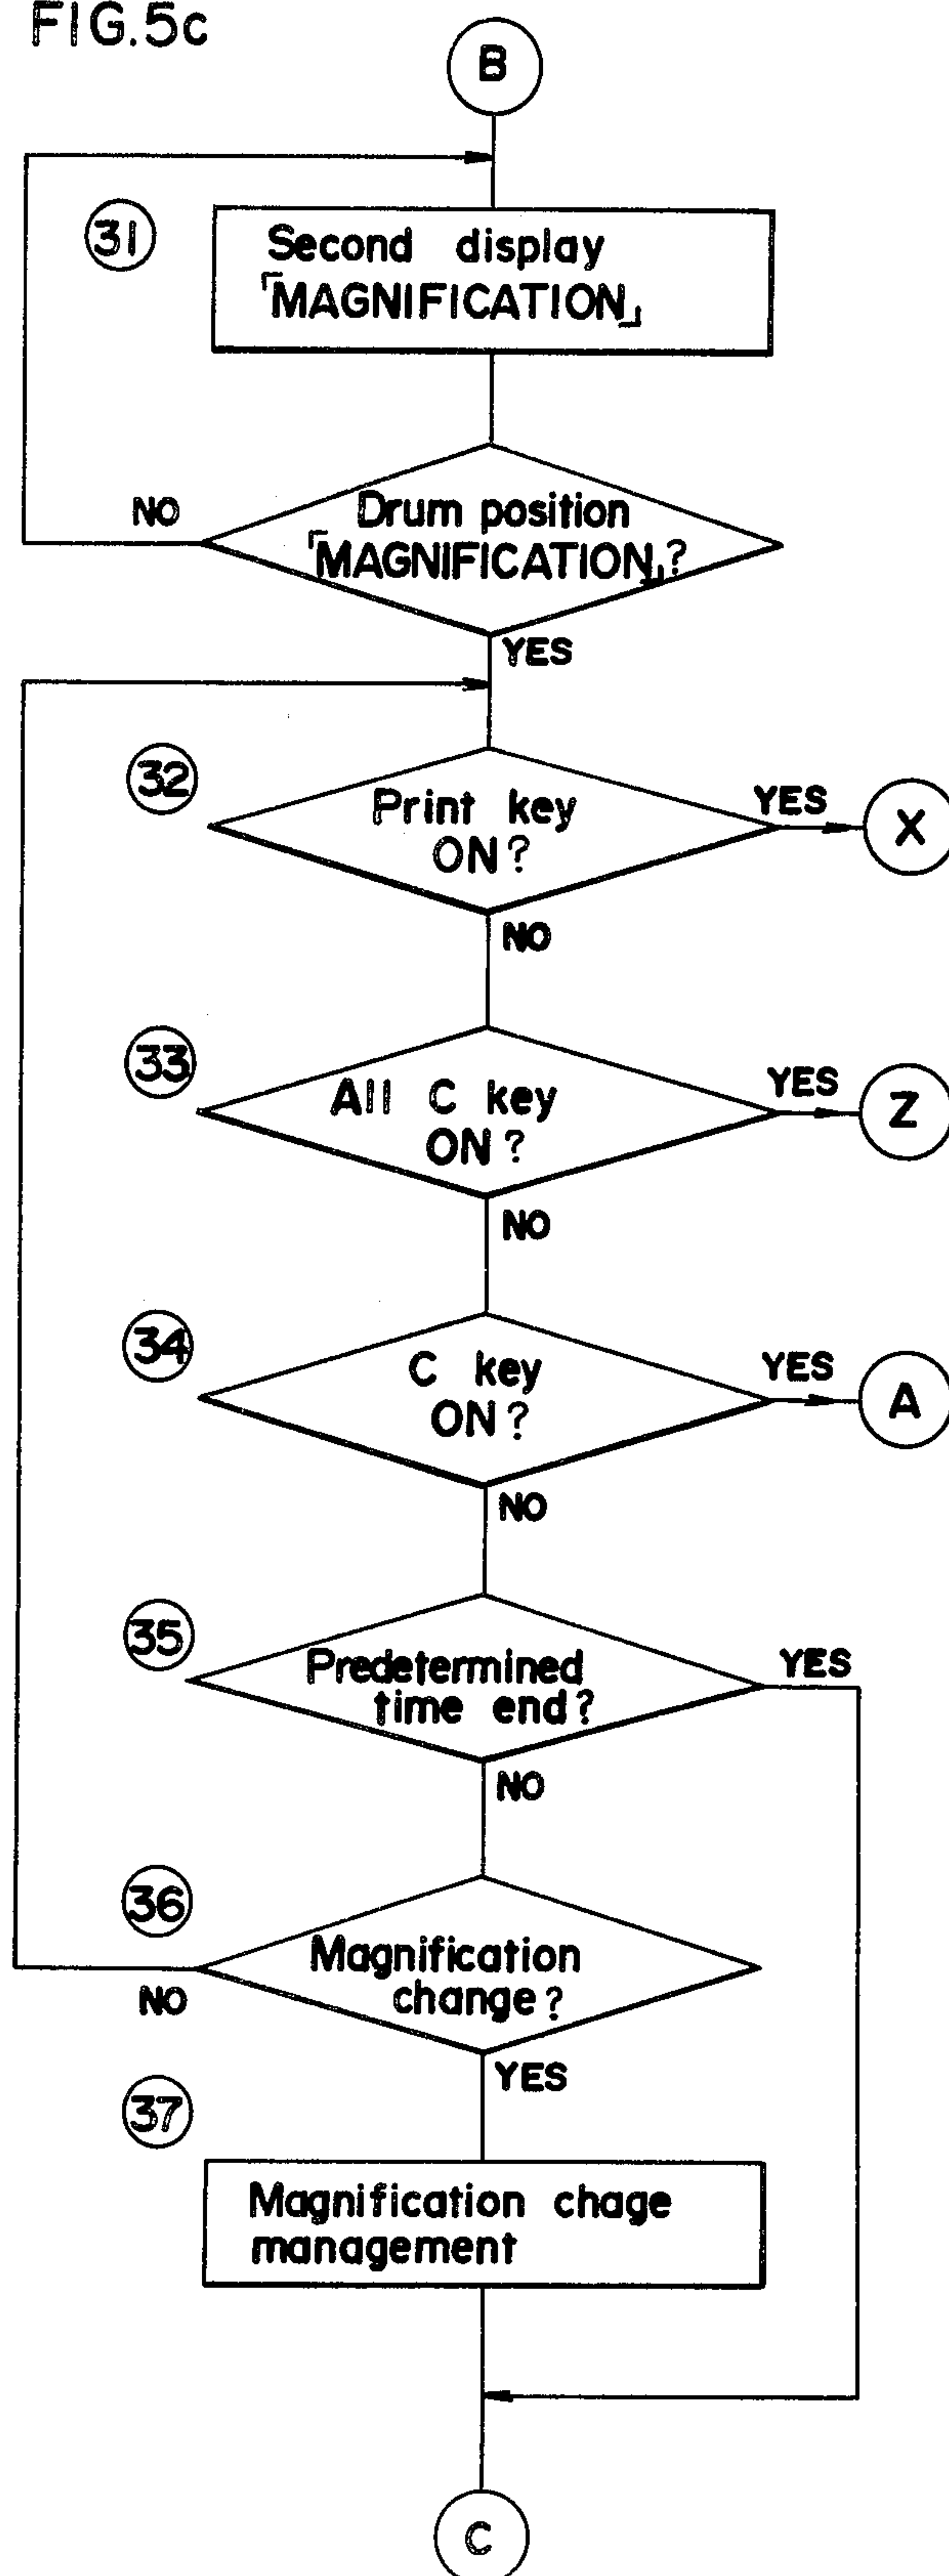 FIG.5c
B
31
Second display
「MAGNIFICATION」
Drum position
「MAGNIFICATION」?
NO
YES
32
Print key
ON?
YES
X
NO
33
All C key
ON?
YES
Z
NO
34
C key
ON?
YES
A
NO
35
Predetermined
time end?
YES
NO
36
Magnification
change?
NO
YES
37
Magnification chage
management
C